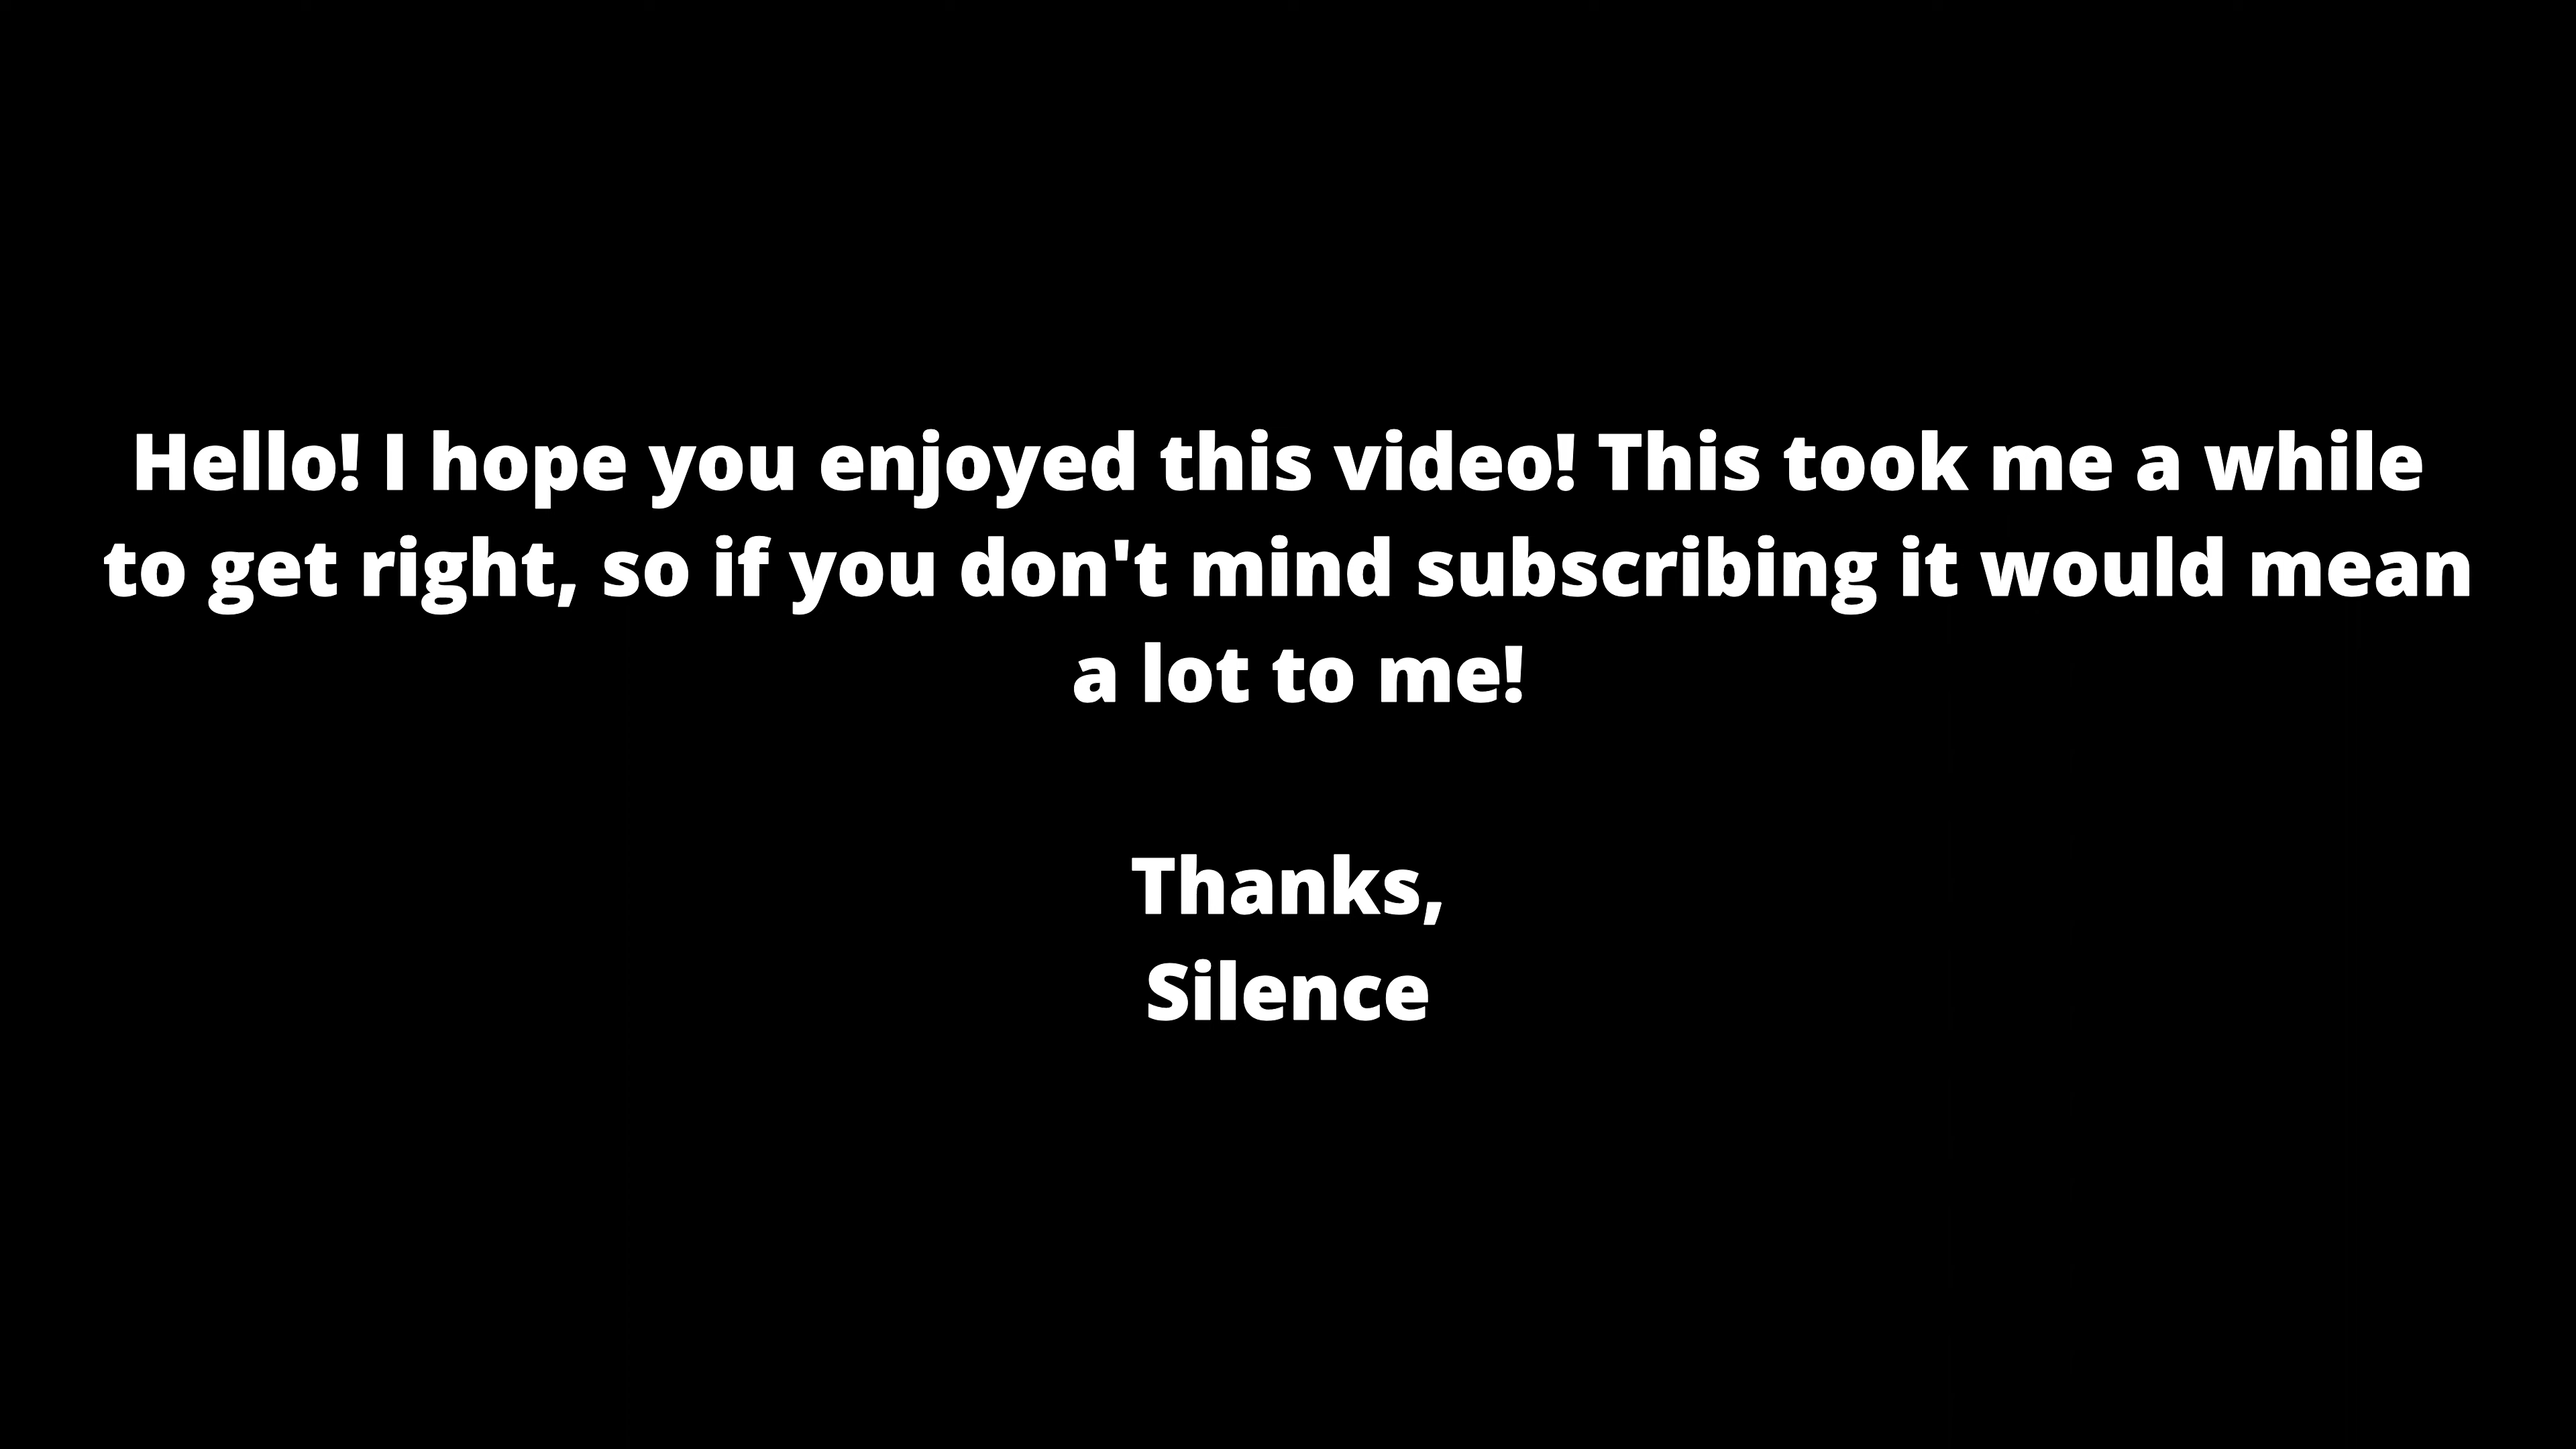 Hello! I hope you enjoyed this video! This took me a while
to get right, so if you don't mind subscribing it would mean
a lot to me!
Thanks,
Silence